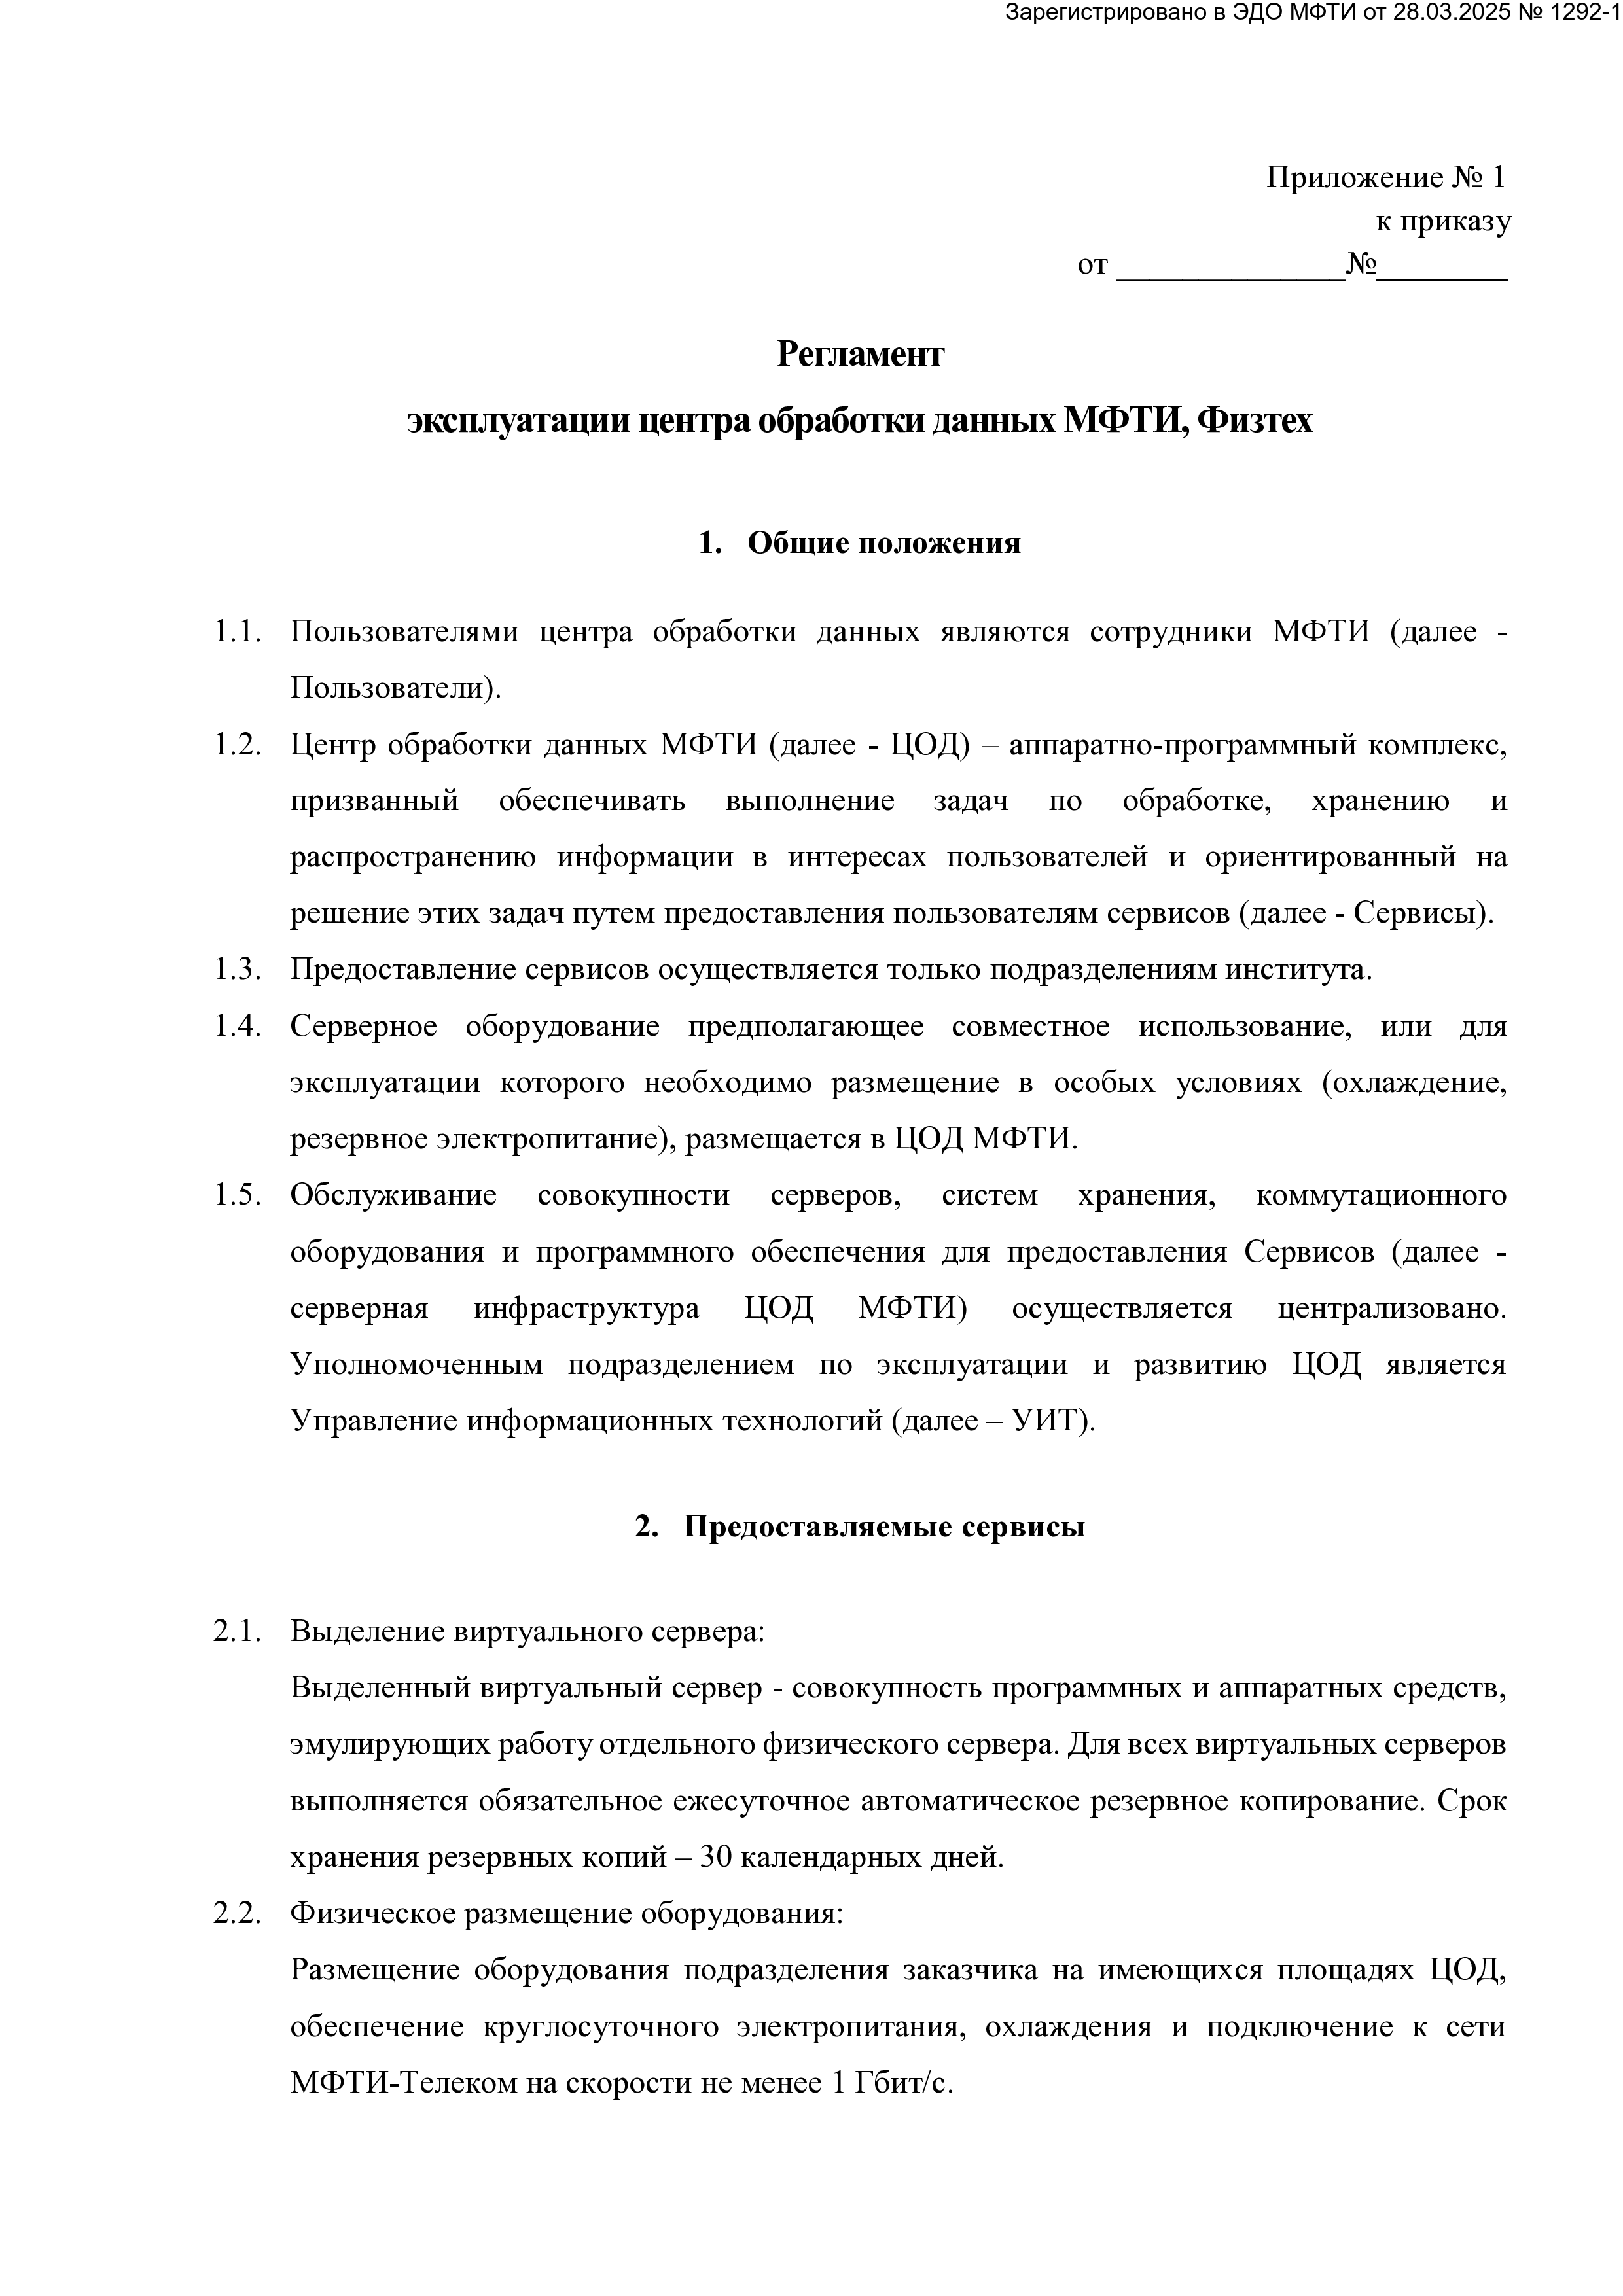 Зарегистрировано в ЭДО МФТИ от 28.03.2025 № 1292-1
Приложение № 1
к приказу
от ______________№________
Регламент
эксплуатации центра обработки данных МФТИ, Физтех
1. Общие положения
1.1. Пользователями центра обработки данных являются сотрудники МФТИ (далее -
Пользователи).
1.2. Центр обработки данных МФТИ (далее - ЦОД) – аппаратно-программный комплекс,
призванный обеспечивать выполнение задач по обработке, хранению и
распространению информации в интересах пользователей и ориентированный на
решение этих задач путем предоставления пользователям сервисов (далее - Сервисы).
1.3. Предоставление сервисов осуществляется только подразделениям института.
1.4. Серверное оборудование предполагающее совместное использование, или для
эксплуатации которого необходимо размещение в особых условиях (охлаждение,
резервное электропитание), размещается в ЦОД МФТИ.
1.5. Обслуживание совокупности серверов, систем хранения, коммутационного
оборудования и программного обеспечения для предоставления Сервисов (далее -
серверная инфраструктура ЦОД МФТИ) осуществляется централизовано.
Уполномоченным подразделением по эксплуатации и развитию ЦОД является
Управление информационных технологий (далее – УИТ).
2. Предоставляемые сервисы
2.1. Выделение виртуального сервера:
Выделенный виртуальный сервер - совокупность программных и аппаратных средств,
эмулирующих работу отдельного физического сервера. Для всех виртуальных серверов
выполняется обязательное ежесуточное автоматическое резервное копирование. Срок
хранения резервных копий – 30 календарных дней.
2.2. Физическое размещение оборудования:
Размещение оборудования подразделения заказчика на имеющихся площадях ЦОД,
обеспечение круглосуточного электропитания, охлаждения и подключение к сети
МФТИ-Телеком на скорости не менее 1 Гбит/с.